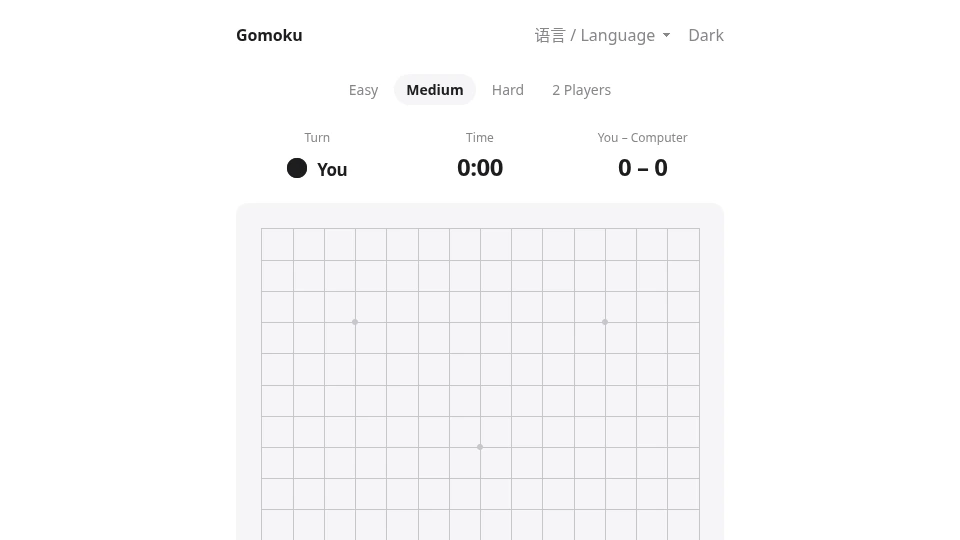 Gomoku
语言 / Language
Dark
Easy
Medium
Hard
2 Players
Turn
Time
You – Computer
You
0:00
0 – 0